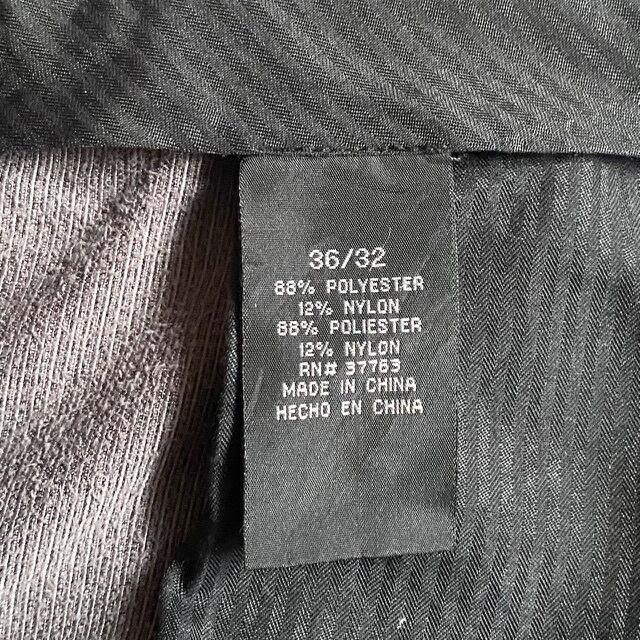 36/32
88% POLYESTER
12% NYLON
88% POLIESTER
12% NYLON
RN# 37763
MADE IN CHINA
HECHO EN CHINA